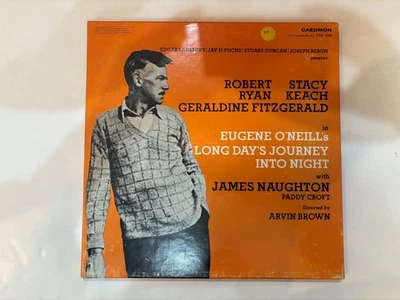 CAEDMON
EDGAR LANSBURY/JAY H. FUCHS/STUART DUNCAN/JOSEPH BERUH
present
ROBERT STACY
RYAN KEACH
GERALDINE FITZGERALD
in
EUGENE O'NEILL's
LONG DAY'S JOURNEY
INTO NIGHT
with
JAMES NAUGHTON
PADDY CROFT
Directed by
ARVIN BROWN